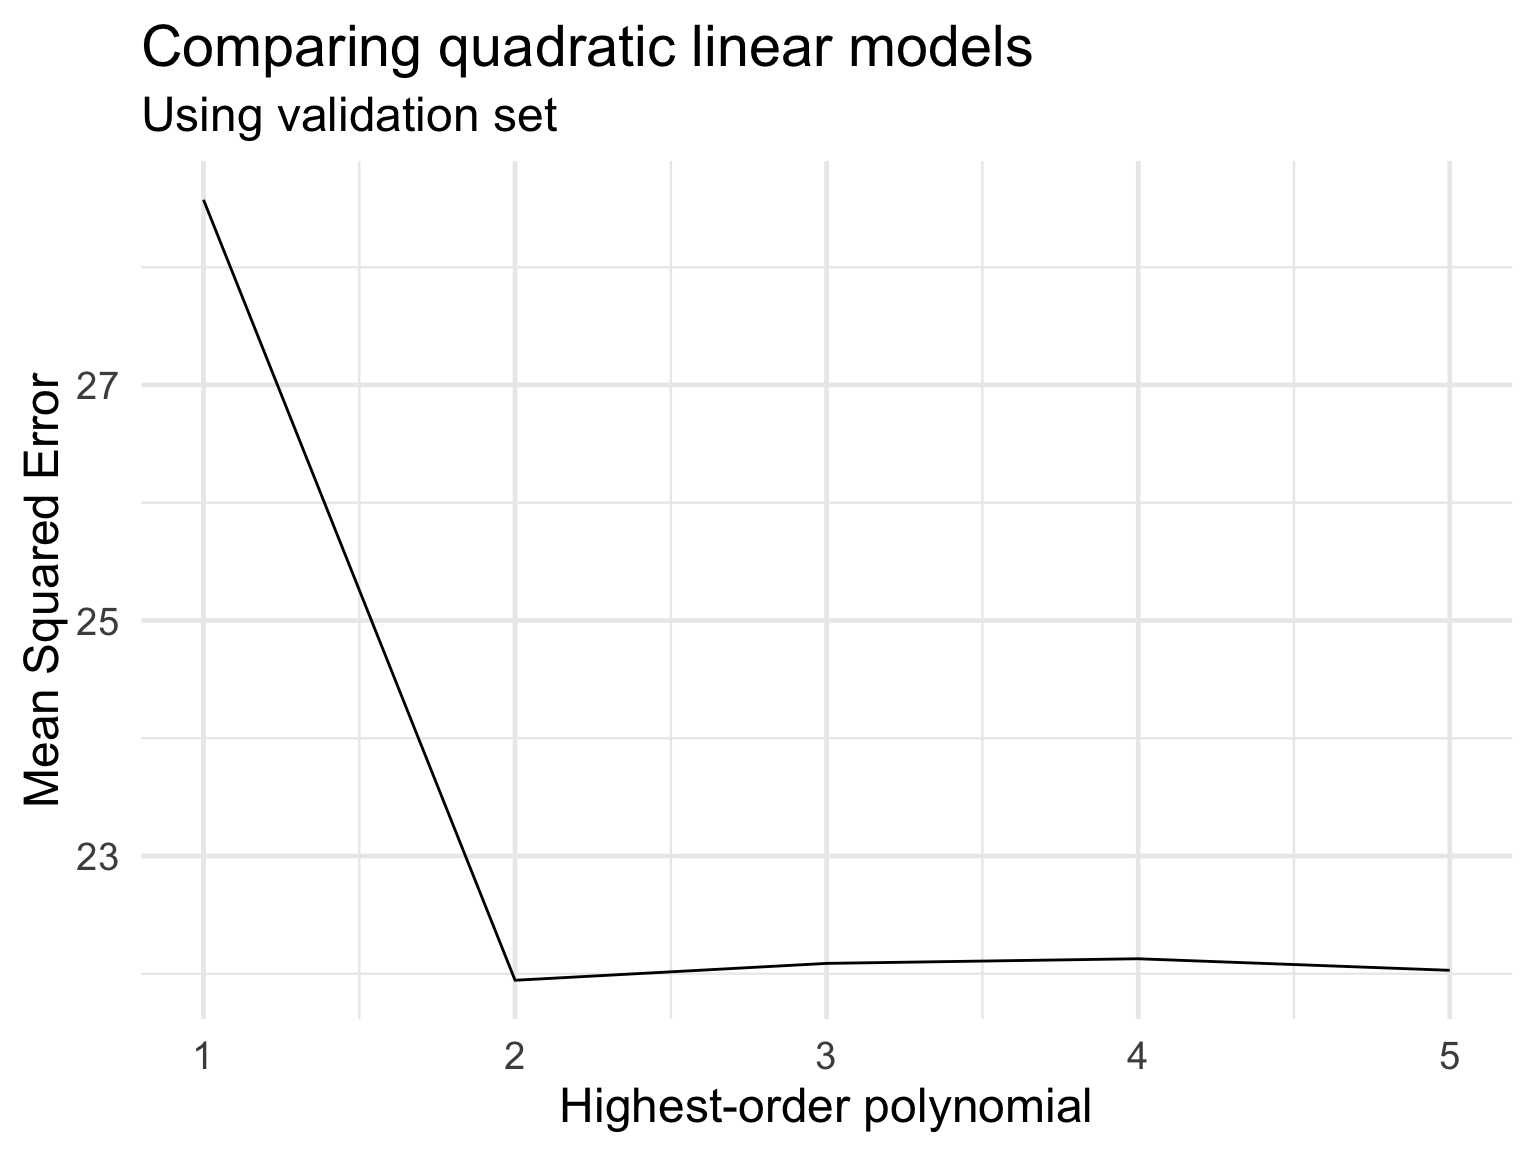 Comparing quadratic linear models
Using validation set
Mean Squared Error
27
25
23
1 2 3 4 5
Highest-order polynomial